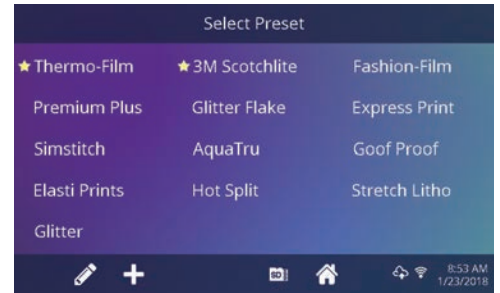 Select Preset
Thermo-Film 3M Scotchlite Fashion-Film
Premium Plus Glitter Flake Express Print
Simstitch AquaTru Goof Proof
Elasti Prints Hot Split Stretch Litho
Glitter
SD 8:53 AM
1/23/2018